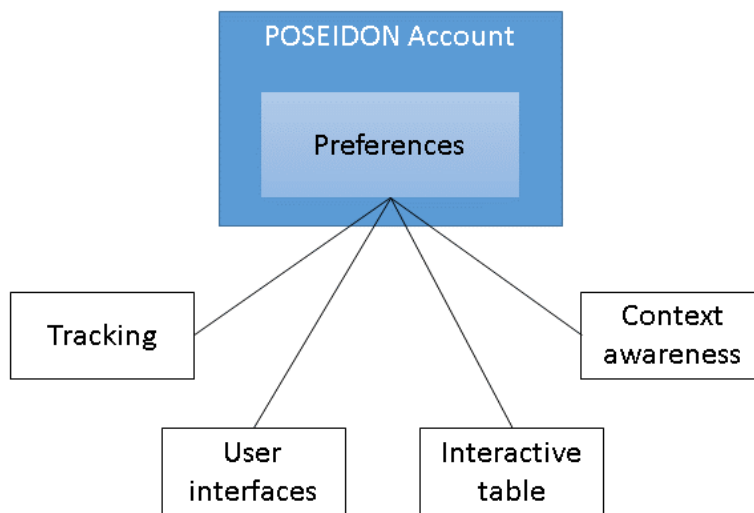 POSEIDON Account
Preferences
Tracking
Context
awareness
User
interfaces
Interactive
table